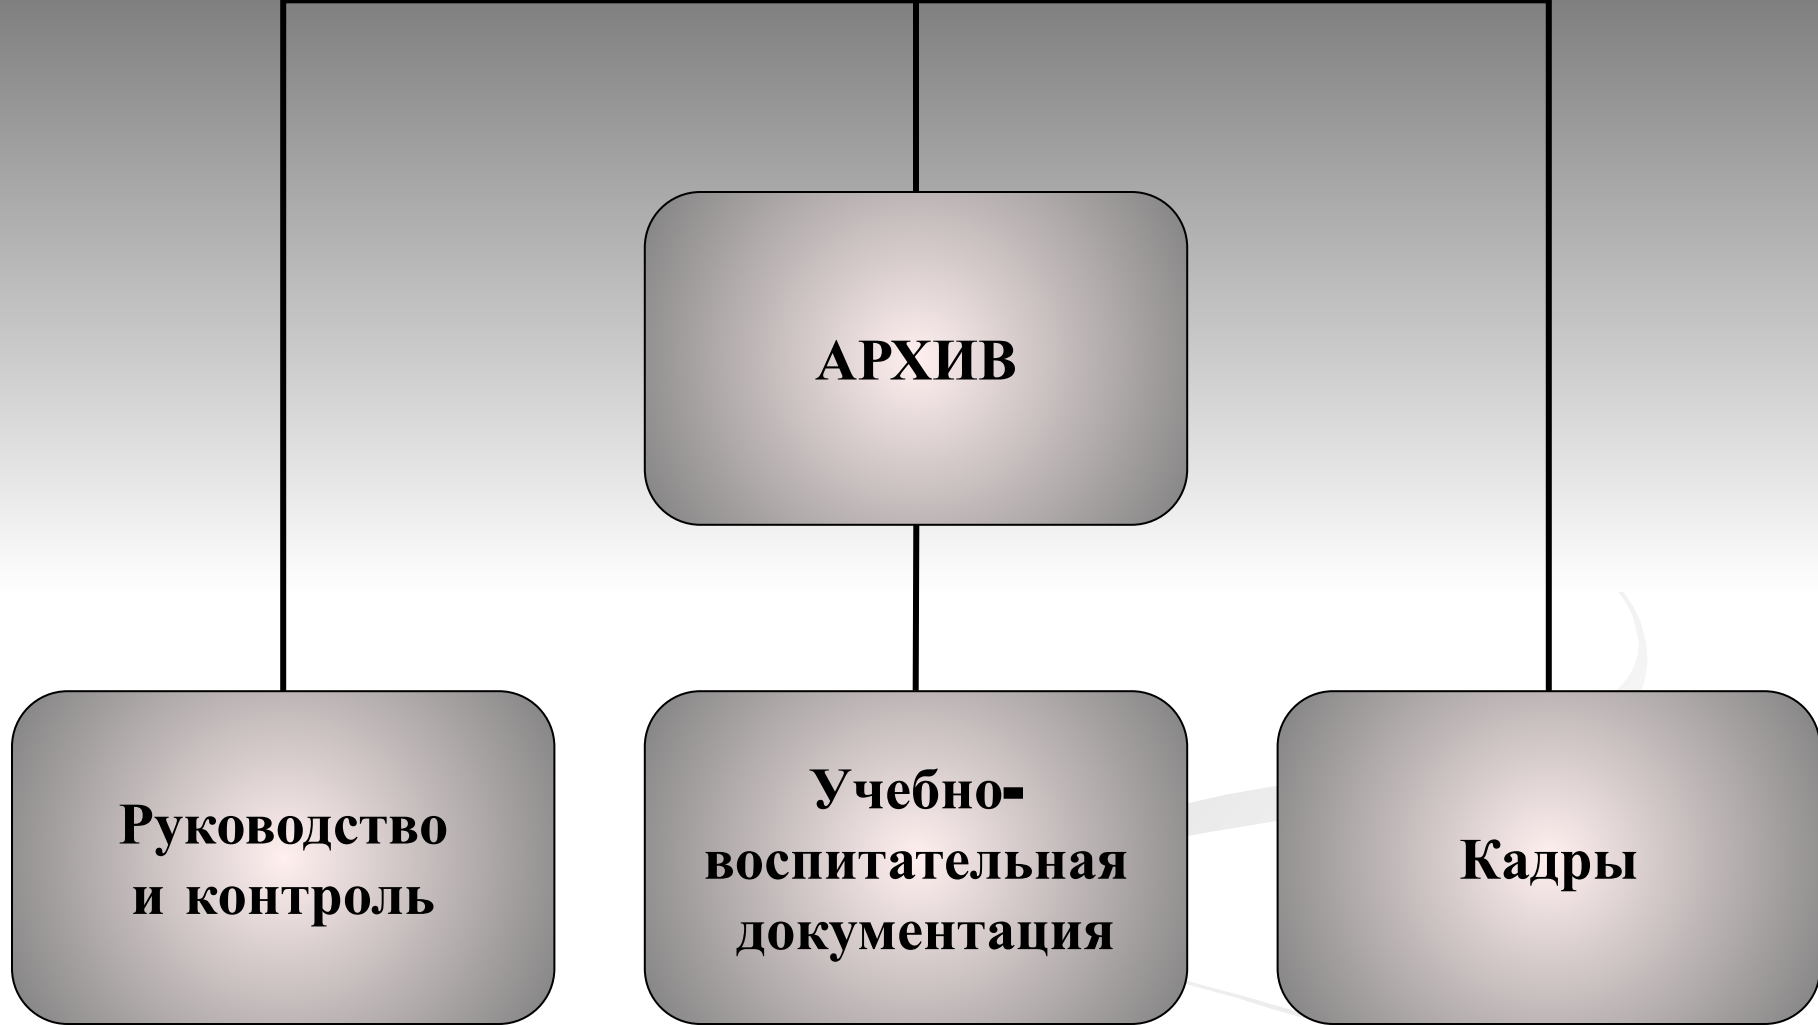 АРХИВ
Руководство
и контроль
Учебно-
воспитательная
документация
Кадры